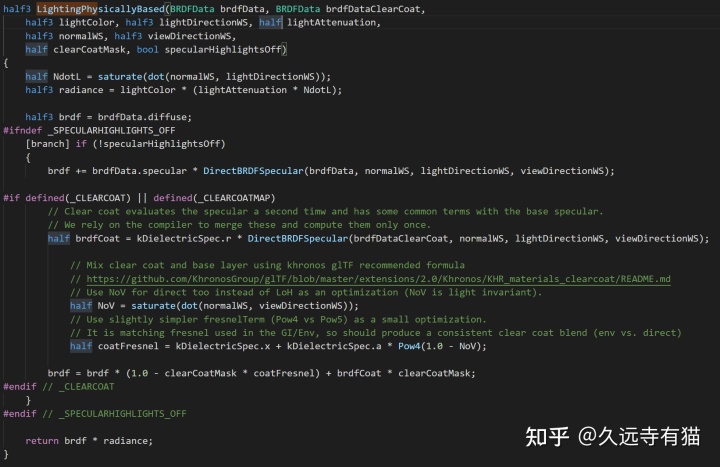 half3 LightingPhysicallyBased(BRDFData brdfData, BRDFData brdfDataClearCoat,
    half3 lightColor, half3 lightDirectionWS, half lightAttenuation,
    half3 normalWS, half3 viewDirectionWS,
    half clearCoatMask, bool specularHighlightsOff)
{
    half NdotL = saturate(dot(normalWS, lightDirectionWS));
    half3 radiance = lightColor * (lightAttenuation * NdotL);

    half3 brdf = brdfData.diffuse;
#ifndef _SPECULARHIGHLIGHTS_OFF
    [branch] if (!specularHighlightsOff)
    {
        brdf += brdfData.specular * DirectBRDFSpecular(brdfData, normalWS, lightDirectionWS, viewDirectionWS);

#if defined(_CLEARCOAT) || defined(_CLEARCOATMAP)
        // Clear coat evaluates the specular a second timw and has some common terms with the base specular.
        // We rely on the compiler to merge these and compute them only once.
        half brdfCoat = kDielectricSpec.r * DirectBRDFSpecular(brdfDataClearCoat, normalWS, lightDirectionWS, viewDirectionWS);

            // Mix clear coat and base layer using khronos glTF recommended formula
            // https://github.com/KhronosGroup/glTF/blob/master/extensions/2.0/Khronos/KHR_materials_clearcoat/README.md
            // Use NoV for direct too instead of LoH as an optimization (NoV is light invariant).
            half NoV = saturate(dot(normalWS, viewDirectionWS));
            // Use slightly simpler fresnelTerm (Pow4 vs Pow5) as a small optimization.
            // It is matching fresnel used in the GI/Env, so should produce a consistent clear coat blend (env vs. direct)
            half coatFresnel = kDielectricSpec.x + kDielectricSpec.a * Pow4(1.0 - NoV);

        brdf = brdf * (1.0 - clearCoatMask * coatFresnel) + brdfCoat * clearCoatMask;
#endif // _CLEARCOAT
    }
#endif // _SPECULARHIGHLIGHTS_OFF

    return brdf * radiance;
}
知乎 @久远寺有猫